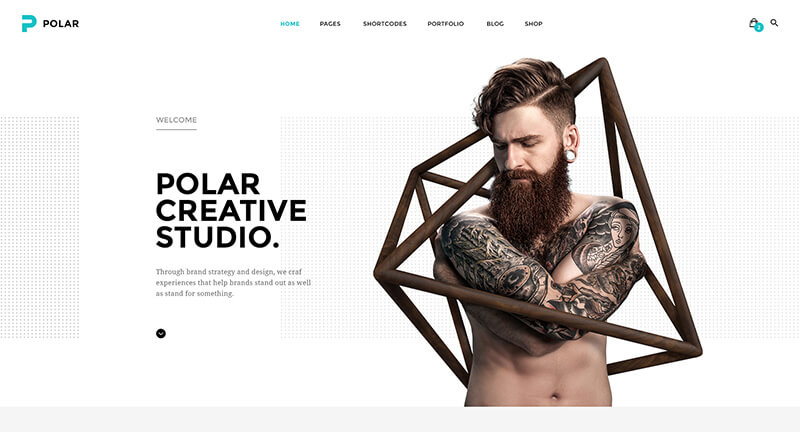 POLAR
HOME PAGES SHORTCODES PORTFOLIO BLOG SHOP
2
WELCOME
POLAR
CREATIVE
STUDIO.
Through brand strategy and design, we craf
experiences that help brands stand out as well
as stand for something.